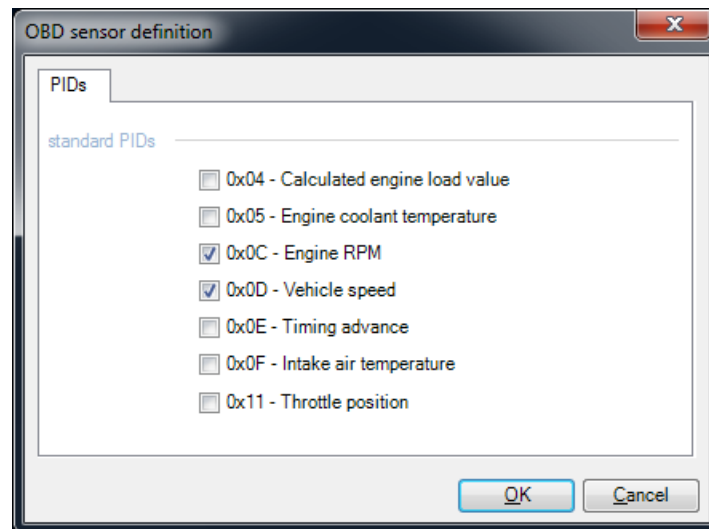 OBD sensor definition
PIDs
standard PIDs
0x04 - Calculated engine load value
0x05 - Engine coolant temperature
0x0C - Engine RPM
0x0D - Vehicle speed
0x0E - Timing advance
0x0F - Intake air temperature
0x11 - Throttle position
OK Cancel